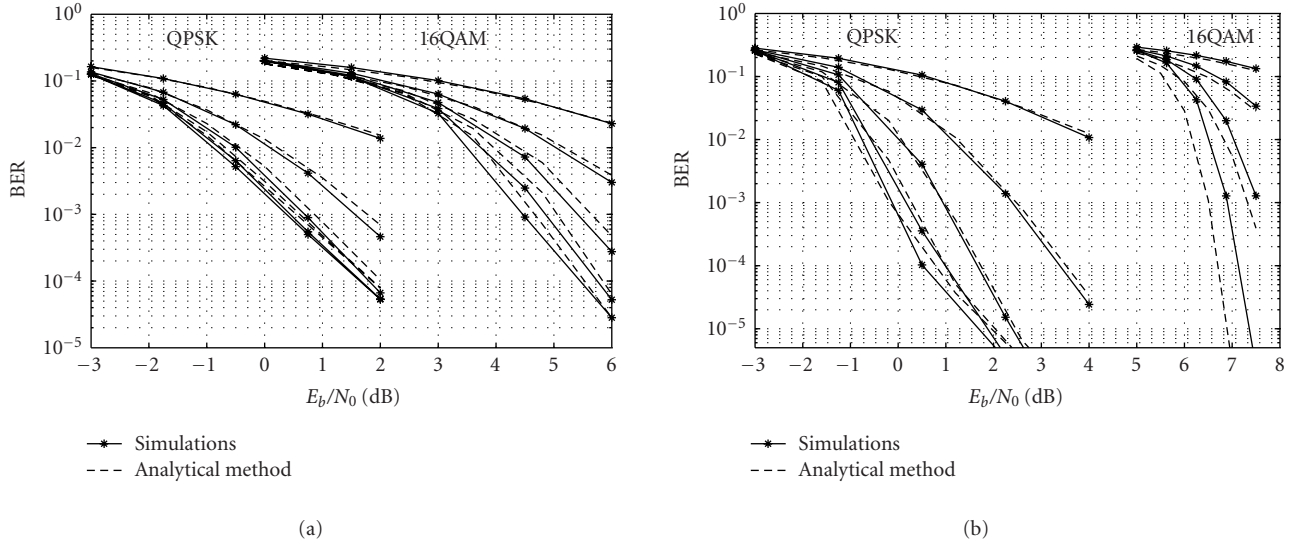 10^0
10^−1
10^−2
10^−3
10^−4
10^−5
BER
QPSK
16QAM
−3 −2 −1 0 1 2 3 4 5 6
E_b/N_0 (dB)
Simulations
Analytical method
(a)
10^0
10^−1
10^−2
10^−3
10^−4
10^−5
BER
QPSK
16QAM
−3 −2 −1 0 1 2 3 4 5 6 7 8
E_b/N_0 (dB)
Simulations
Analytical method
(b)